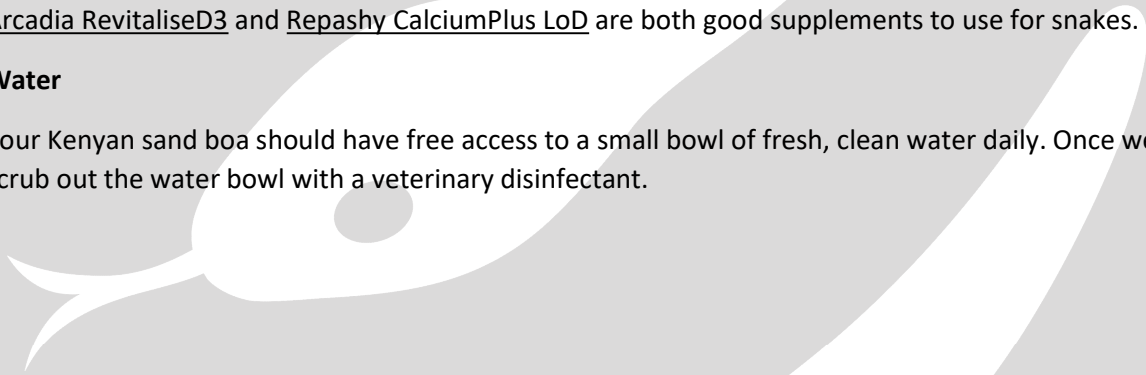 Arcadia RevitaliseD3 and Repashy CalciumPlus LoD are both good supplements to use for snakes.
Water
our Kenyan sand boa should have free access to a small bowl of fresh, clean water daily. Once we
crub out the water bowl with a veterinary disinfectant.